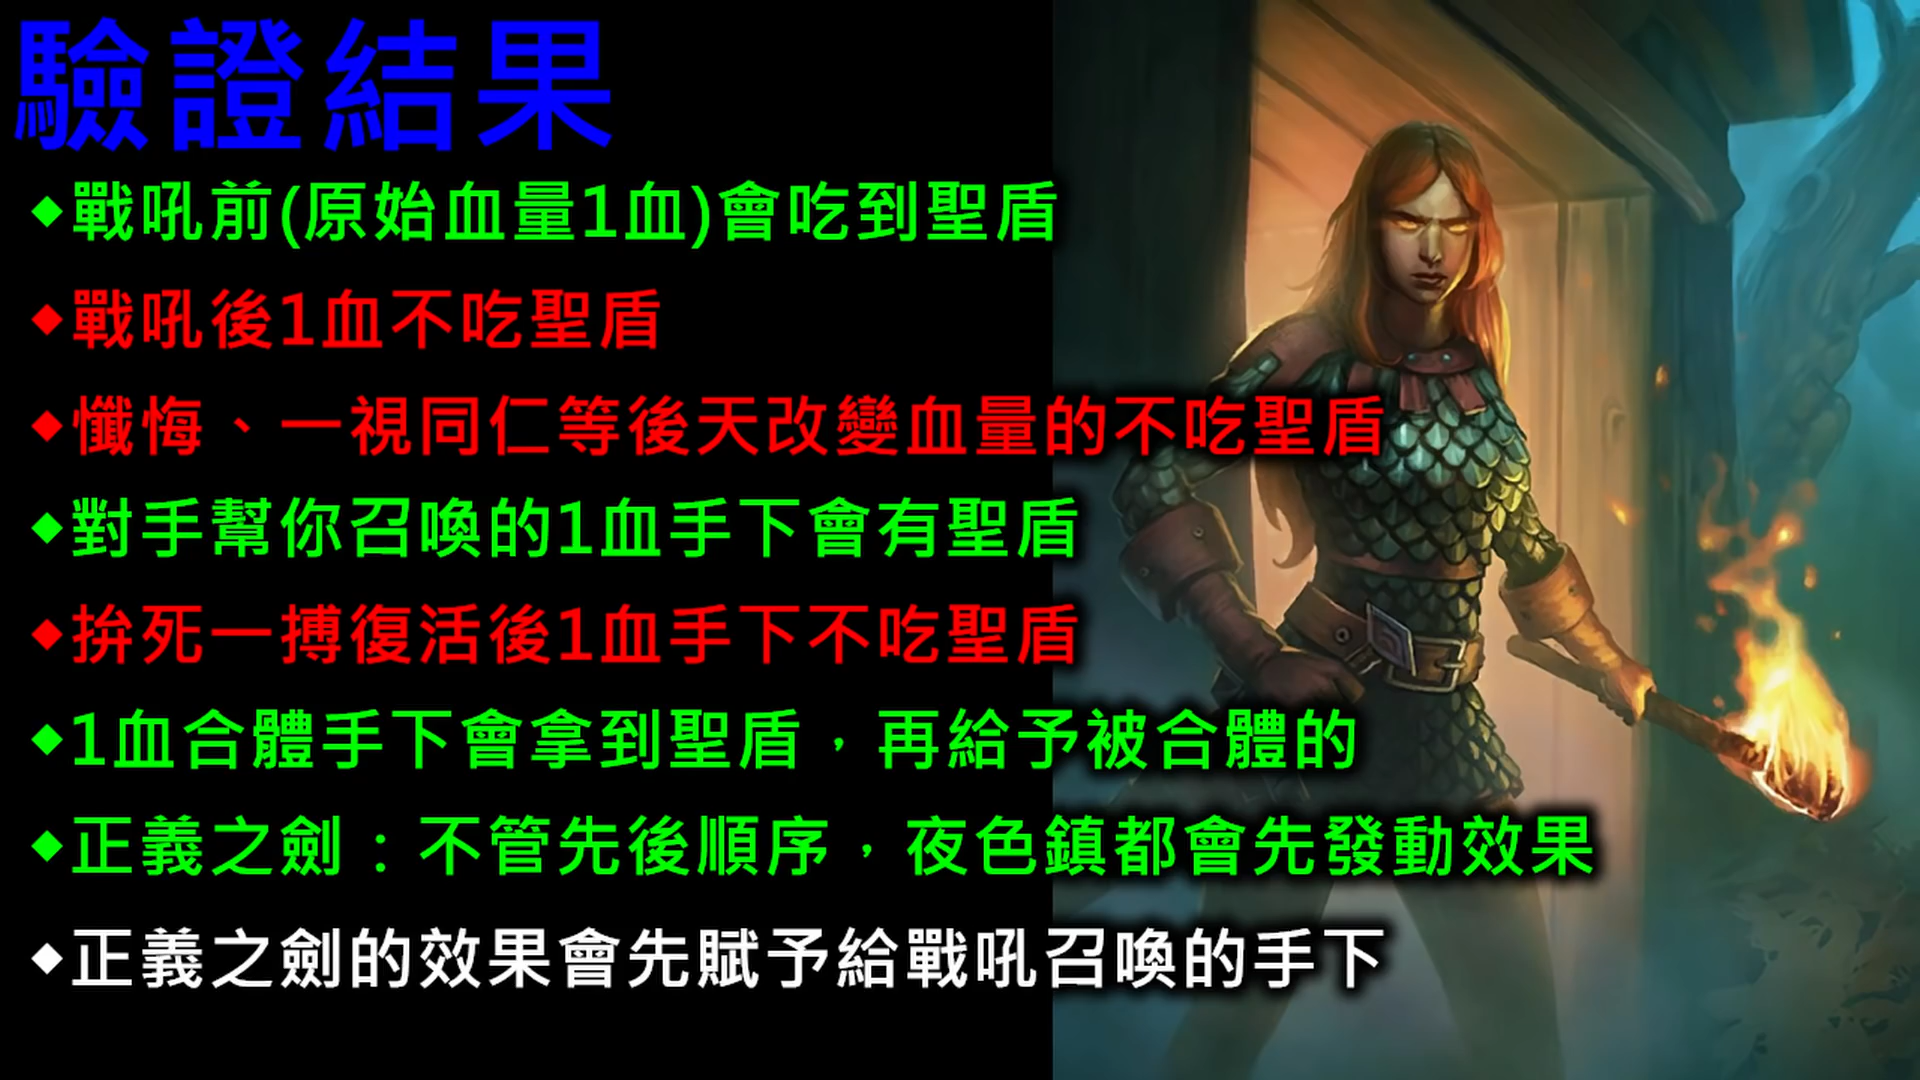 驗證結果
◆戰吼前(原始血量1血)會吃到聖盾
◆戰吼後1血不吃聖盾
◆懺悔、一視同仁等後天改變血量的不吃聖盾
◆對手幫你召喚的1血手下會有聖盾
◆拚死一搏復活後1血手下不吃聖盾
◆1血合體手下會拿到聖盾，再給予被合體的
◆正義之劍：不管先後順序，夜色鎮都會先發動效果
◆正義之劍的效果會先賦予給戰吼召喚的手下